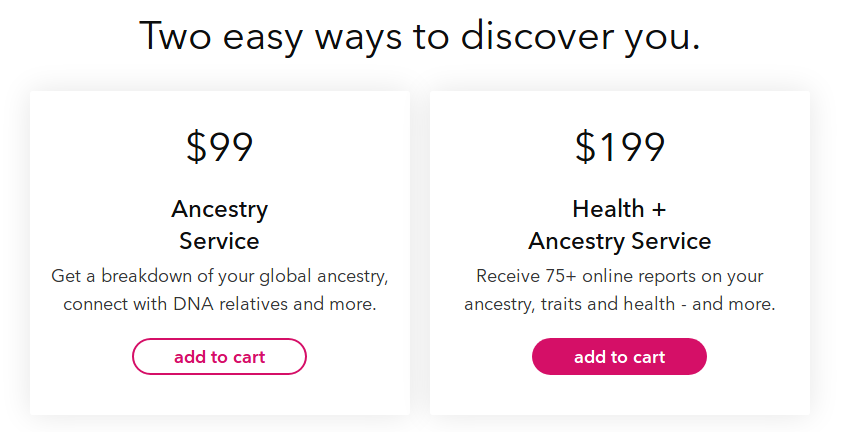 Two easy ways to discover you.
$99
Ancestry
Service
Get a breakdown of your global ancestry,
connect with DNA relatives and more.
add to cart
$199
Health +
Ancestry Service
Receive 75+ online reports on your
ancestry, traits and health - and more.
add to cart